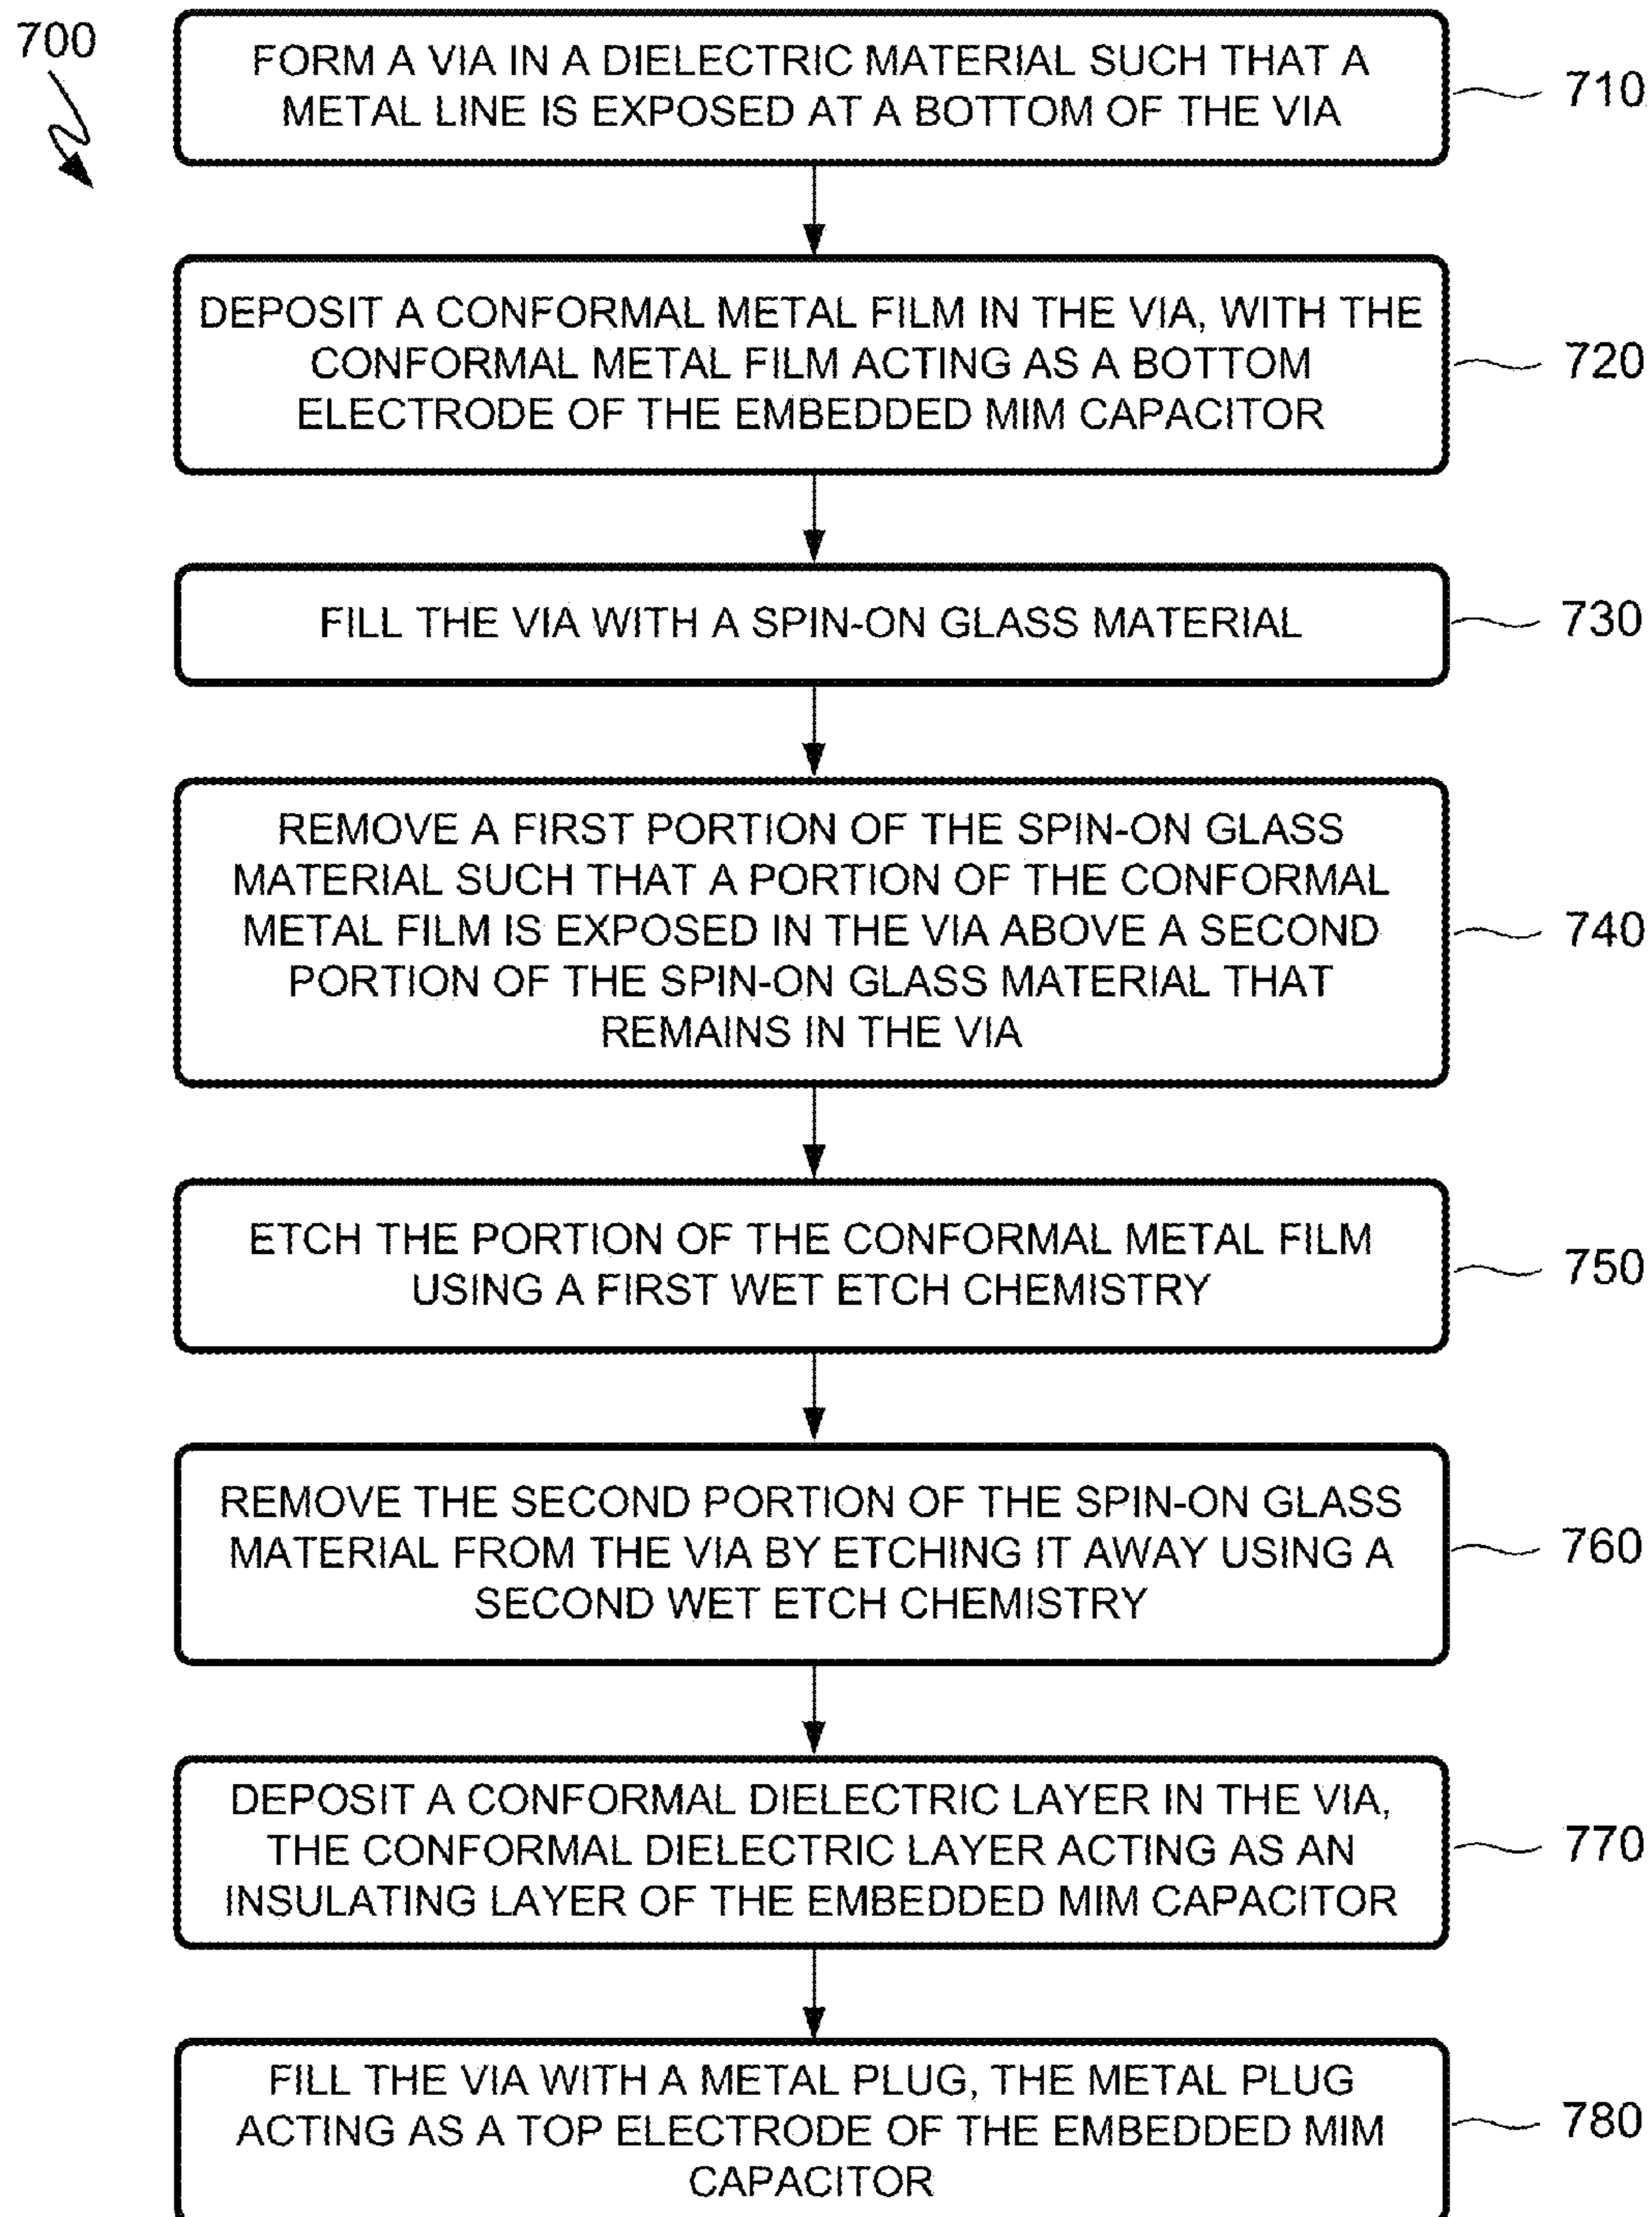 700
FORM A VIA IN A DIELECTRIC MATERIAL SUCH THAT A
METAL LINE IS EXPOSED AT A BOTTOM OF THE VIA
710
DEPOSIT A CONFORMAL METAL FILM IN THE VIA, WITH THE
CONFORMAL METAL FILM ACTING AS A BOTTOM
ELECTRODE OF THE EMBEDDED MIM CAPACITOR
720
FILL THE VIA WITH A SPIN-ON GLASS MATERIAL
730
REMOVE A FIRST PORTION OF THE SPIN-ON GLASS
MATERIAL SUCH THAT A PORTION OF THE CONFORMAL
METAL FILM IS EXPOSED IN THE VIA ABOVE A SECOND
PORTION OF THE SPIN-ON GLASS MATERIAL THAT
REMAINS IN THE VIA
740
ETCH THE PORTION OF THE CONFORMAL METAL FILM
USING A FIRST WET ETCH CHEMISTRY
750
REMOVE THE SECOND PORTION OF THE SPIN-ON GLASS
MATERIAL FROM THE VIA BY ETCHING IT AWAY USING A
SECOND WET ETCH CHEMISTRY
760
DEPOSIT A CONFORMAL DIELECTRIC LAYER IN THE VIA,
THE CONFORMAL DIELECTRIC LAYER ACTING AS AN
INSULATING LAYER OF THE EMBEDDED MIM CAPACITOR
770
FILL THE VIA WITH A METAL PLUG, THE METAL PLUG
ACTING AS A TOP ELECTRODE OF THE EMBEDDED MIM
CAPACITOR
780